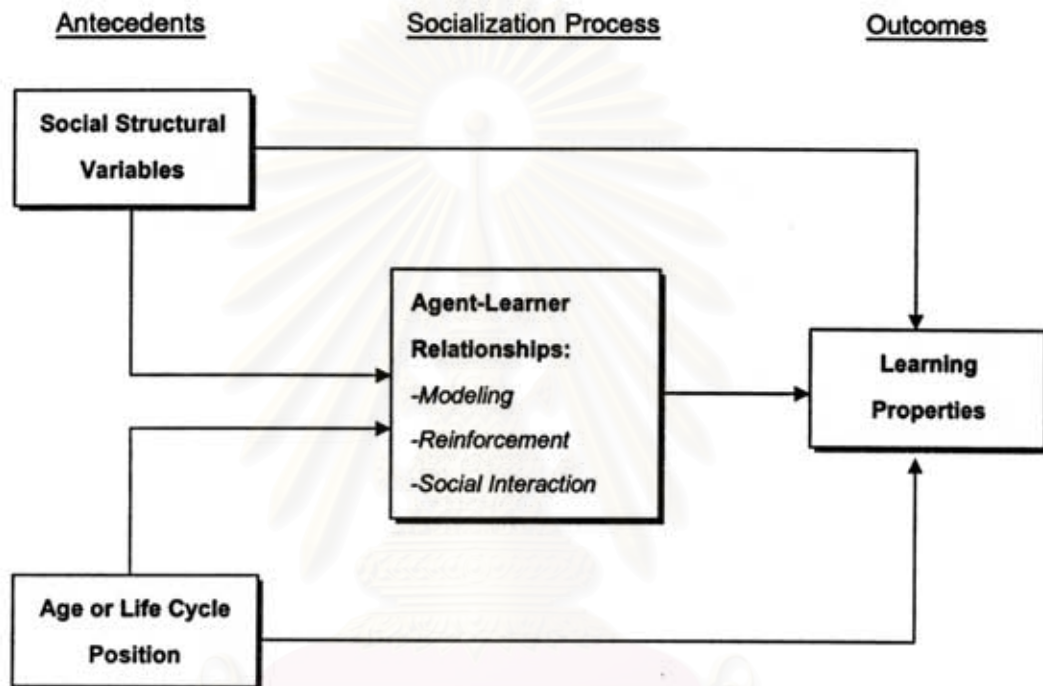 Antecedents
Socialization Process
Outcomes
Social Structural
Variables
Agent-Learner
Relationships:
-Modeling
-Reinforcement
-Social Interaction
Learning
Properties
Age or Life Cycle
Position